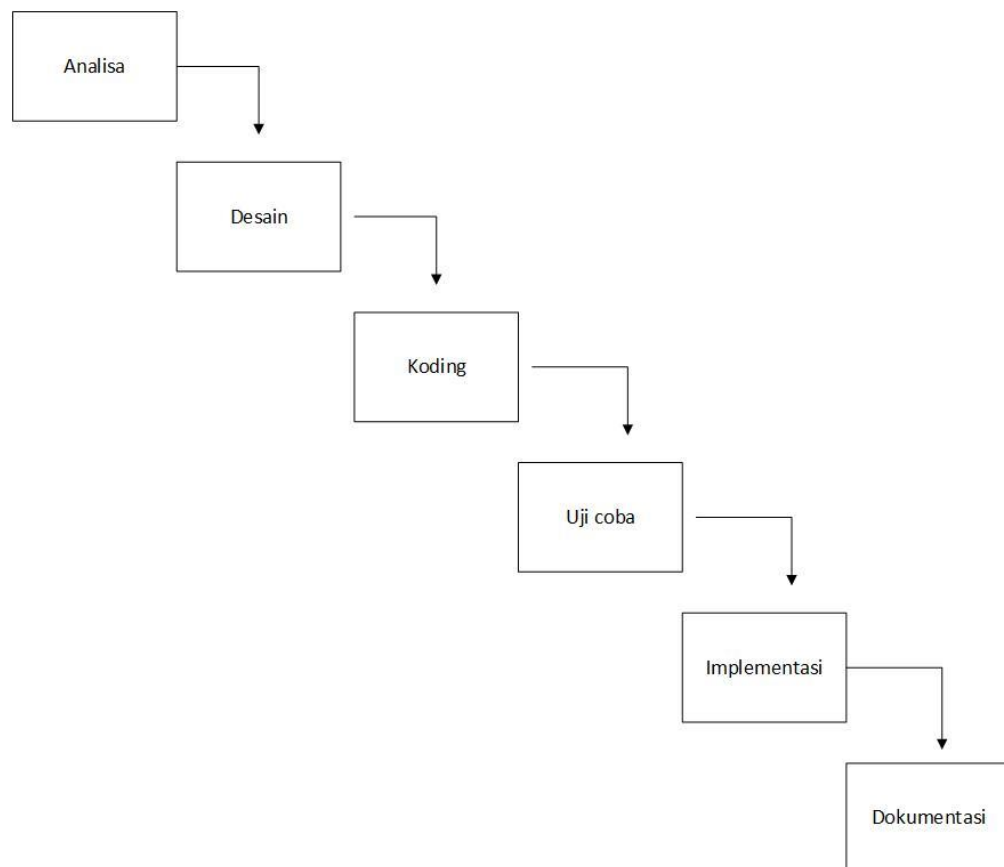 Analisa
Desain
Koding
Uji coba
Implementasi
Dokumentasi